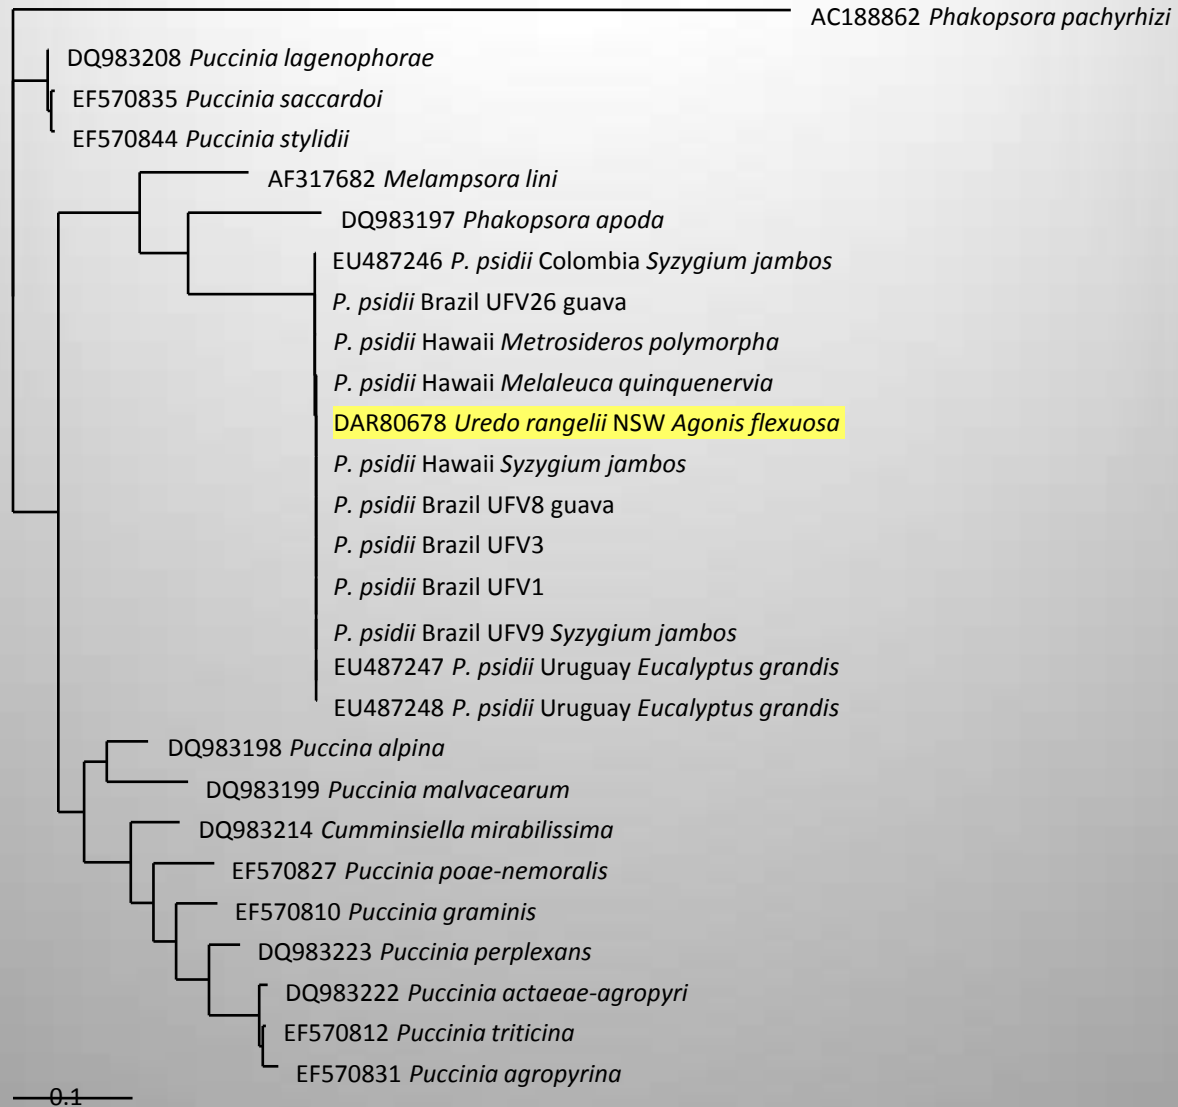 AC188862 Phakopsora pachyrhizi
DQ983208 Puccinia lagenophorae
EF570835 Puccinia saccardoi
EF570844 Puccinia stylidii
AF317682 Melampsora lini
DQ983197 Phakopsora apoda
EU487246 P. psidii Colombia Syzygium jambos
P. psidii Brazil UFV26 guava
P. psidii Hawaii Metrosideros polymorpha
P. psidii Hawaii Melaleuca quinquenervia
DAR80678 Uredo rangelii NSW Agonis flexuosa
P. psidii Hawaii Syzygium jambos
P. psidii Brazil UFV8 guava
P. psidii Brazil UFV3
P. psidii Brazil UFV1
P. psidii Brazil UFV9 Syzygium jambos
EU487247 P. psidii Uruguay Eucalyptus grandis
EU487248 P. psidii Uruguay Eucalyptus grandis
DQ983198 Puccina alpina
DQ983199 Puccinia malvacearum
DQ983214 Cumminsiella mirabilissima
EF570827 Puccinia poae-nemoralis
EF570810 Puccinia graminis
DQ983223 Puccinia perplexans
DQ983222 Puccinia actaeae-agropyri
EF570812 Puccinia triticina
EF570831 Puccinia agropyrina
0.1